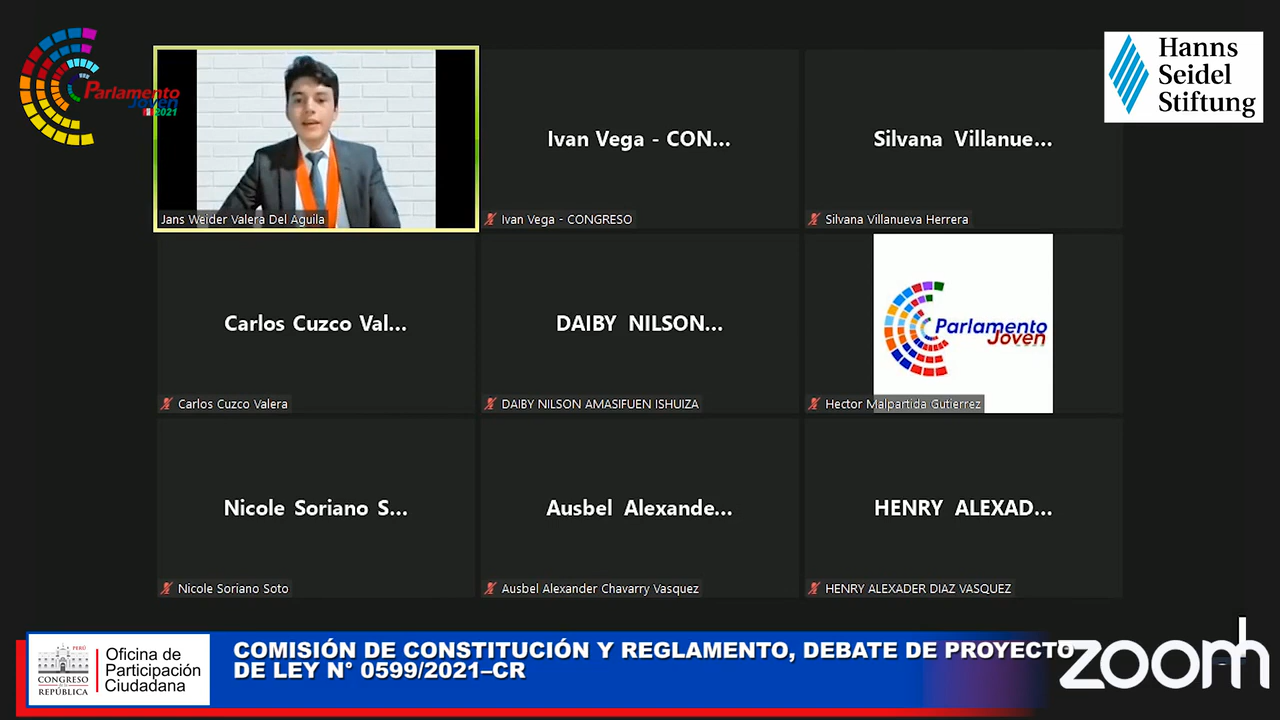 Parlamento
Joven
2021
Hanns
Seidel
Stiftung
Jans Weider Valera Del Aguila
Ivan Vega - CON...
Ivan Vega - CONGRESO
Silvana Villanue...
Silvana Villanueva Herrera
Carlos Cuzco Val...
Carlos Cuzco Valera
DAIBY NILSON...
DAIBY NILSON AMASIFUEN ISHUIZA
Parlamento
Joven
Hector Malpartida Gutierrez
Nicole Soriano S...
Nicole Soriano Soto
Ausbel Alexande...
Ausbel Alexander Chavarry Vasquez
HENRY ALEXAD...
HENRY ALEXADER DIAZ VASQUEZ
PERÚ
CONGRESO
de la
REPÚBLICA
Oficina de
Participación
Ciudadana
COMISIÓN DE CONSTITUCIÓN Y REGLAMENTO, DEBATE DE PROYECTO
DE LEY N° 0599/2021–CR
zoom